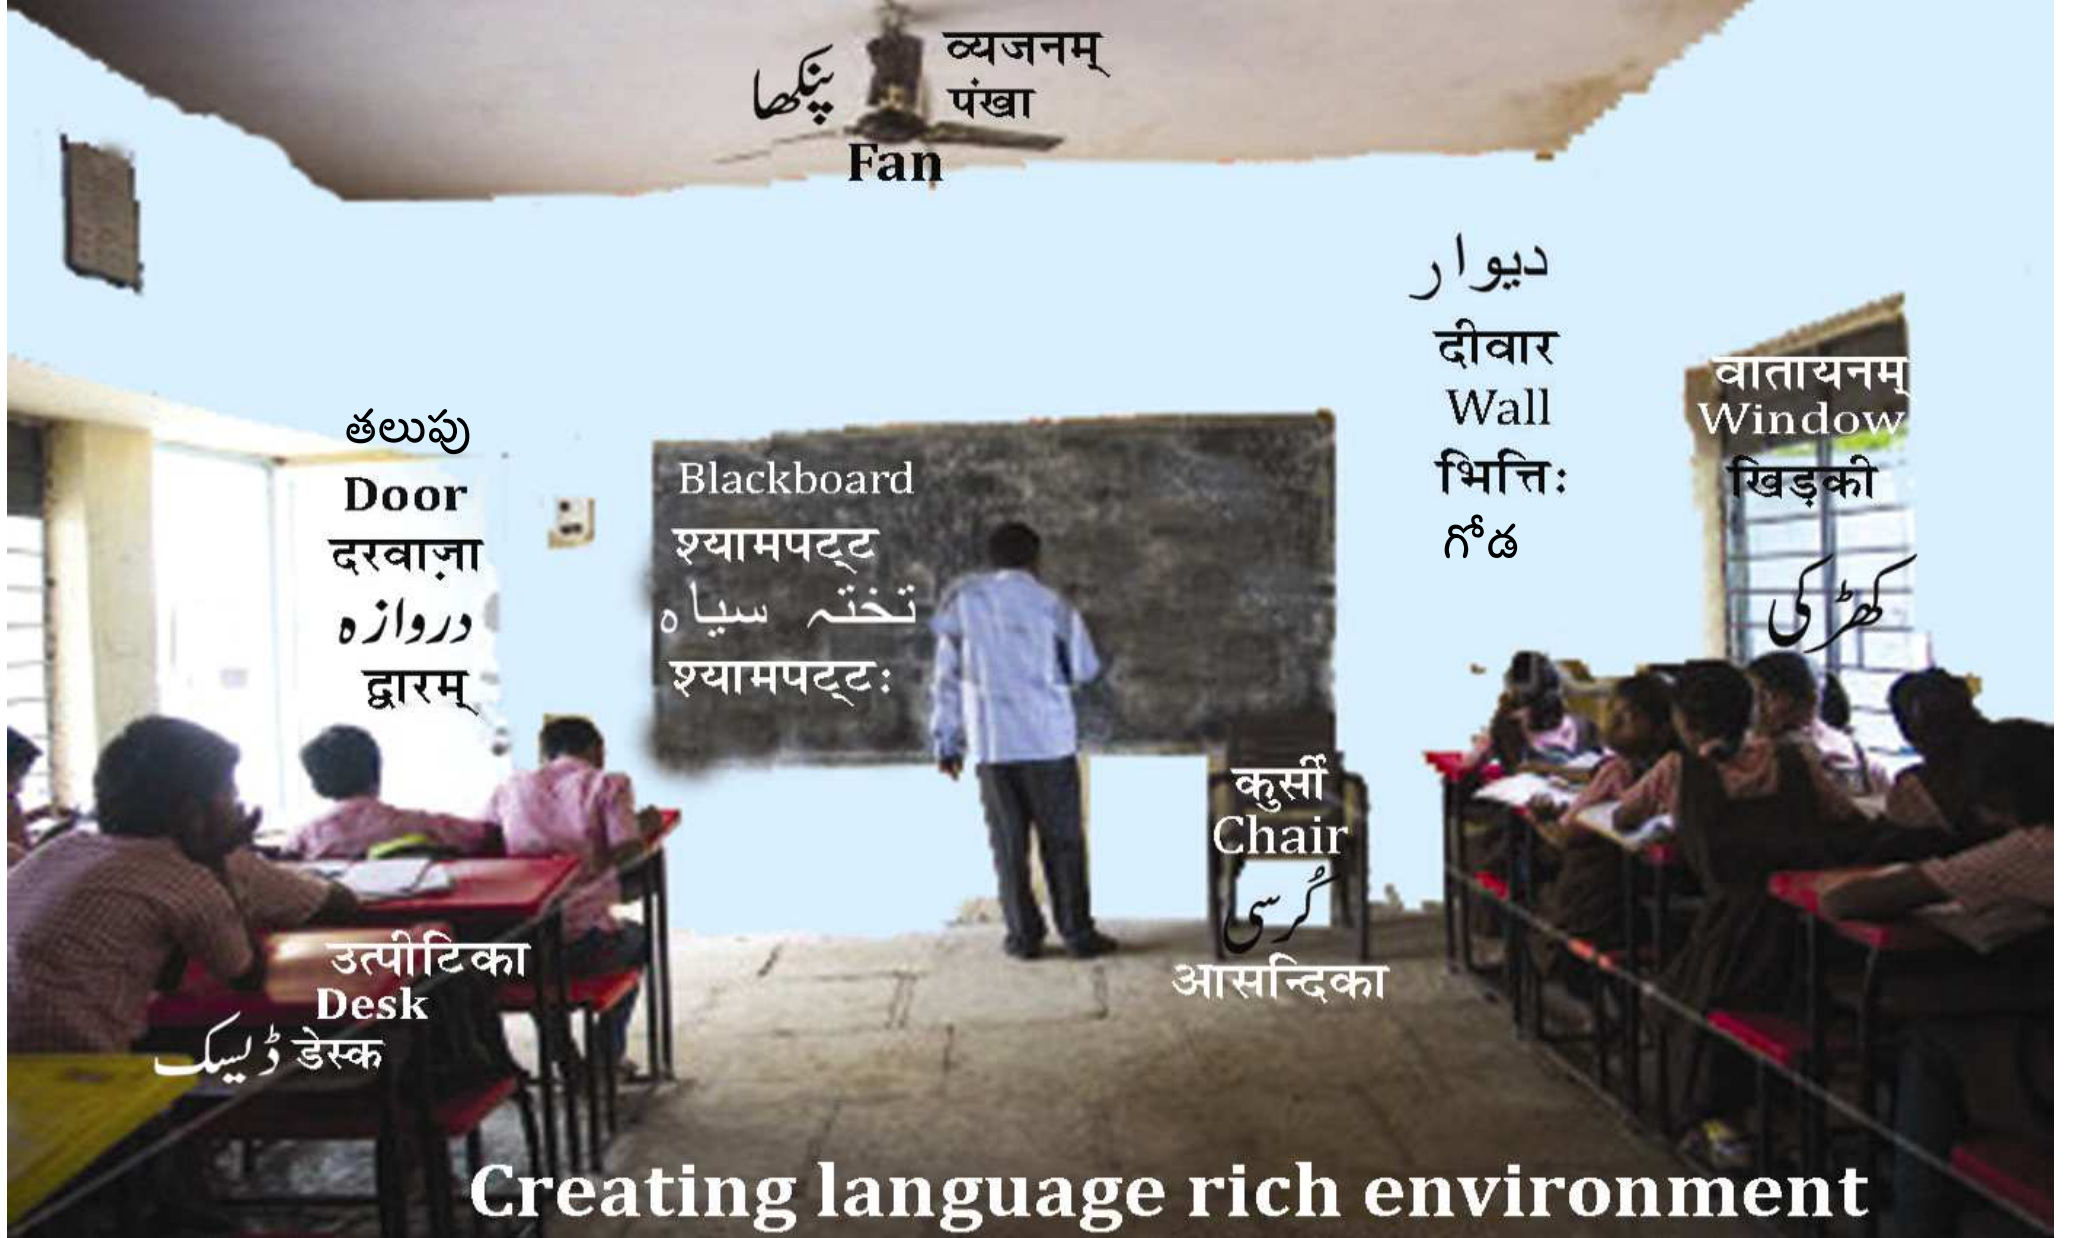 پنکھا
व्यजनम्
पंखा
Fan
తలుపు
Door
दरवाज़ा
دروازہ
द्वारम्
Blackboard
श्यामपट्ट
تختہ سیاہ
श्यामपट्टः
دیوار
दीवार
Wall
भित्तिः
గోడ
वातायनम्
Window
खिड़की
کھڑکی
कुर्सी
Chair
کُرسی
आसन्दिका
उत्पीटिका
Desk
ڈیسک डेस्क
Creating language rich environment